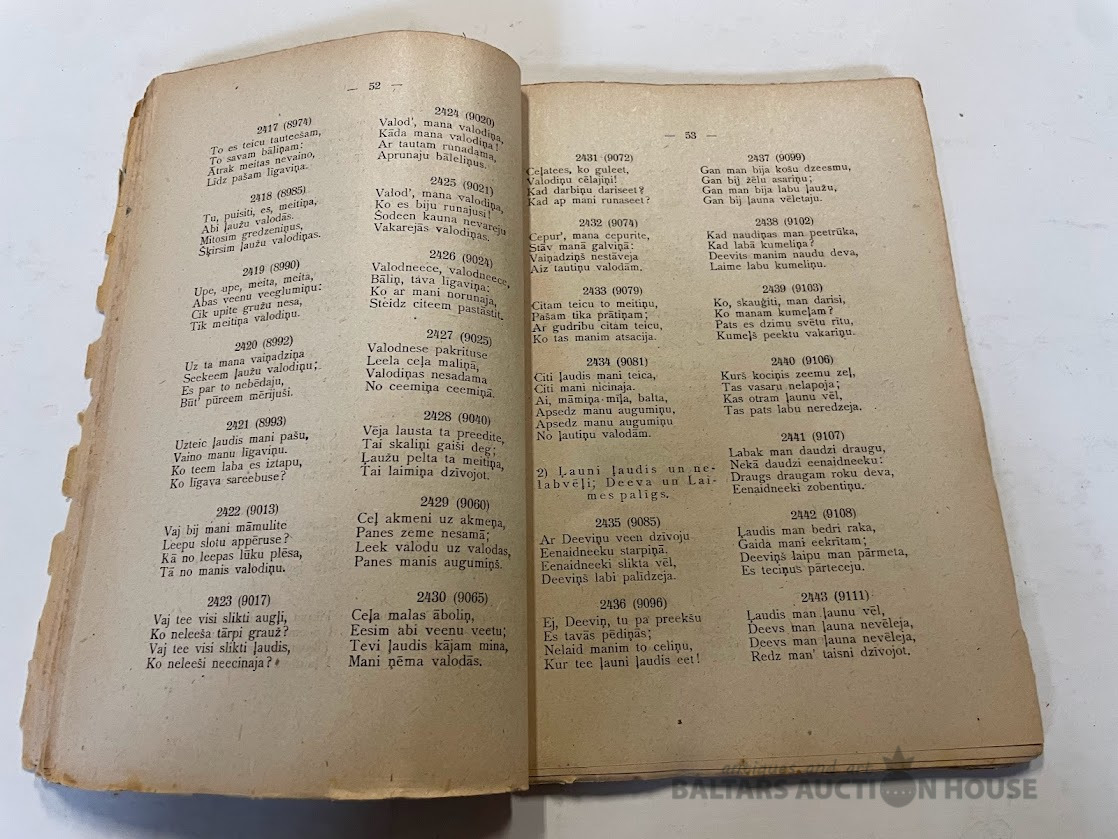 — 52 —
2417 (8974)
To es teicu tauteešam,
To savam bāliņam:
Ātrak meitas nevaino,
Līdz pašam līgaviņa.
2418 (8985)
Tu, puisīti, es, meitiņa,
Abi ļaužu valodās.
Mitosim gredzeniņus,
Šķirsim ļaužu valodiņas.
2419 (8990)
Upe, upe, meita, meita,
Abas veenu veeglumiņu:
Cik upite gružu nesa,
Tik meitiņa valodiņu.
2420 (8992)
Uz ta mana vaiņadziņa
Seekeem ļaužu valodiņu;
Es par to nebēdaju,
Būt' pūreem mērijuši.
2421 (8993)
Uzteic ļaudis mani pašu,
Vaino manu līgaviņu.
Ko teem laba es iztapu,
Ko līgava sareebuse?
2422 (9013)
Vaj bij mani māmulite
Leepu slotu appēruse?
Kā no leepas lūku plēsa,
Tā no manis valodiņu.
2423 (9017)
Vaj tee visi slikti augļi,
Ko neleeša tārpi grauž?
Vaj tee visi slikti ļaudis,
Ko neleeši neecinaja?
2424 (9020)
Valod', mana valodiņa,
Kāda mana valodiņa!
Ar tautam runadama,
Aprunaju bāleliņus.
2425 (9021)
Valod', mana valodiņa,
Ko es biju runajusi!
Šodeen kauna nevareju
Vakarejās valodiņas.
2426 (9024)
Valodneece, valodneece,
Bāliņ, tava līgaviņa:
Ko ar mani norunaja,
Steidz citeem pastāstit.
2427 (9025)
Valodnese pakrituse
Leela ceļa maliņā,
Valodiņas nesadama
No ceemiņa ceemiņā.
2428 (9040)
Vēja lausta ta preedite,
Tai skaliņi gaiši deg;
Ļaužu pelta ta meitiņa,
Tai laimiņa dzīvojot.
2429 (9060)
Ceļ akmeni uz akmeņa,
Panes zeme nesamā;
Leek valodu uz valodas,
Panes manis augumiņš.
2430 (9065)
Ceļa malas āboliņ,
Eesim abi veenu veetu;
Tevi ļaudis kājam mina,
Mani ņēma valodās.
— 53 —
2431 (9072)
Ceļatees, ko guleet,
Valodiņu cēlajiņi!
Kad darbiņu dariseet?
Kad ap mani runaseet?
2432 (9074)
Cepur', mana cepurite,
Stāv manā galviņā:
Vaiņadziņš nestāveja
Aiz tautiņu valodām.
2433 (9079)
Citam teicu to meitiņu,
Pašam tika prātiņam;
Ar gudribu citam teicu,
Ko tas manim atsacija.
2434 (9081)
Citi ļaudis mani teica,
Citi mani nicinaja.
Ai, māmiņa mīļa, balta,
Apsedz manu augumiņu,
Apsedz manu augumiņu
No ļautiņu valodām.
2) Ļauni ļaudis un ne-
labvēļi; Deeva un Lai-
mes palīgs.
2435 (9085)
Ar Deeviņu veen dzīvoju
Eenaidneeku starpiņā.
Eenaidneeki slikta vēl,
Deeviņš labi palīdzeja.
2436 (9096)
Ej, Deeviņ, tu pa preekšu
Es tavās pēdiņās;
Nelaid manim to celiņu,
Kur tee ļauni ļaudis eet!
2437 (9099)
Gan man bija košu dzeesmu,
Gan bij žēlu asariņu;
Gan man bija labu ļaužu,
Gan bij ļauna vēletaju.
2438 (9102)
Kad naudiņas man peetrūka,
Kad labā kumeliņa?
Deevits manim naudu deva,
Laime labu kumeliņu.
2439 (9103)
Ko, skauģiti, man darisi,
Ko manam kumeļam?
Pats es dzimu svētu rītu,
Kumeļš peektu vakariņu.
2440 (9106)
Kurš kociņis zeemu zeļ,
Tas vasaru nelapoja;
Kas otram ļaunu vēl,
Tas pats labu neredzeja.
2441 (9107)
Labak man daudzi draugu,
Nekā daudzi eenaidneeku:
Draugs draugam roku deva,
Eenaidneeki zobentiņu.
2442 (9108)
Ļaudis man bedri raka,
Gaida mani eekrītam;
Deeviņš laipu man pārmeta,
Es teciņus pārteceju.
2443 (9111)
Ļaudis man ļaunu vēl,
Deevs man ļauna nevēleja,
Deevs man ļauna nevēleja,
Redz man' taisni dzīvojot.
antiques and art
BALTARS AUCTION HOUSE